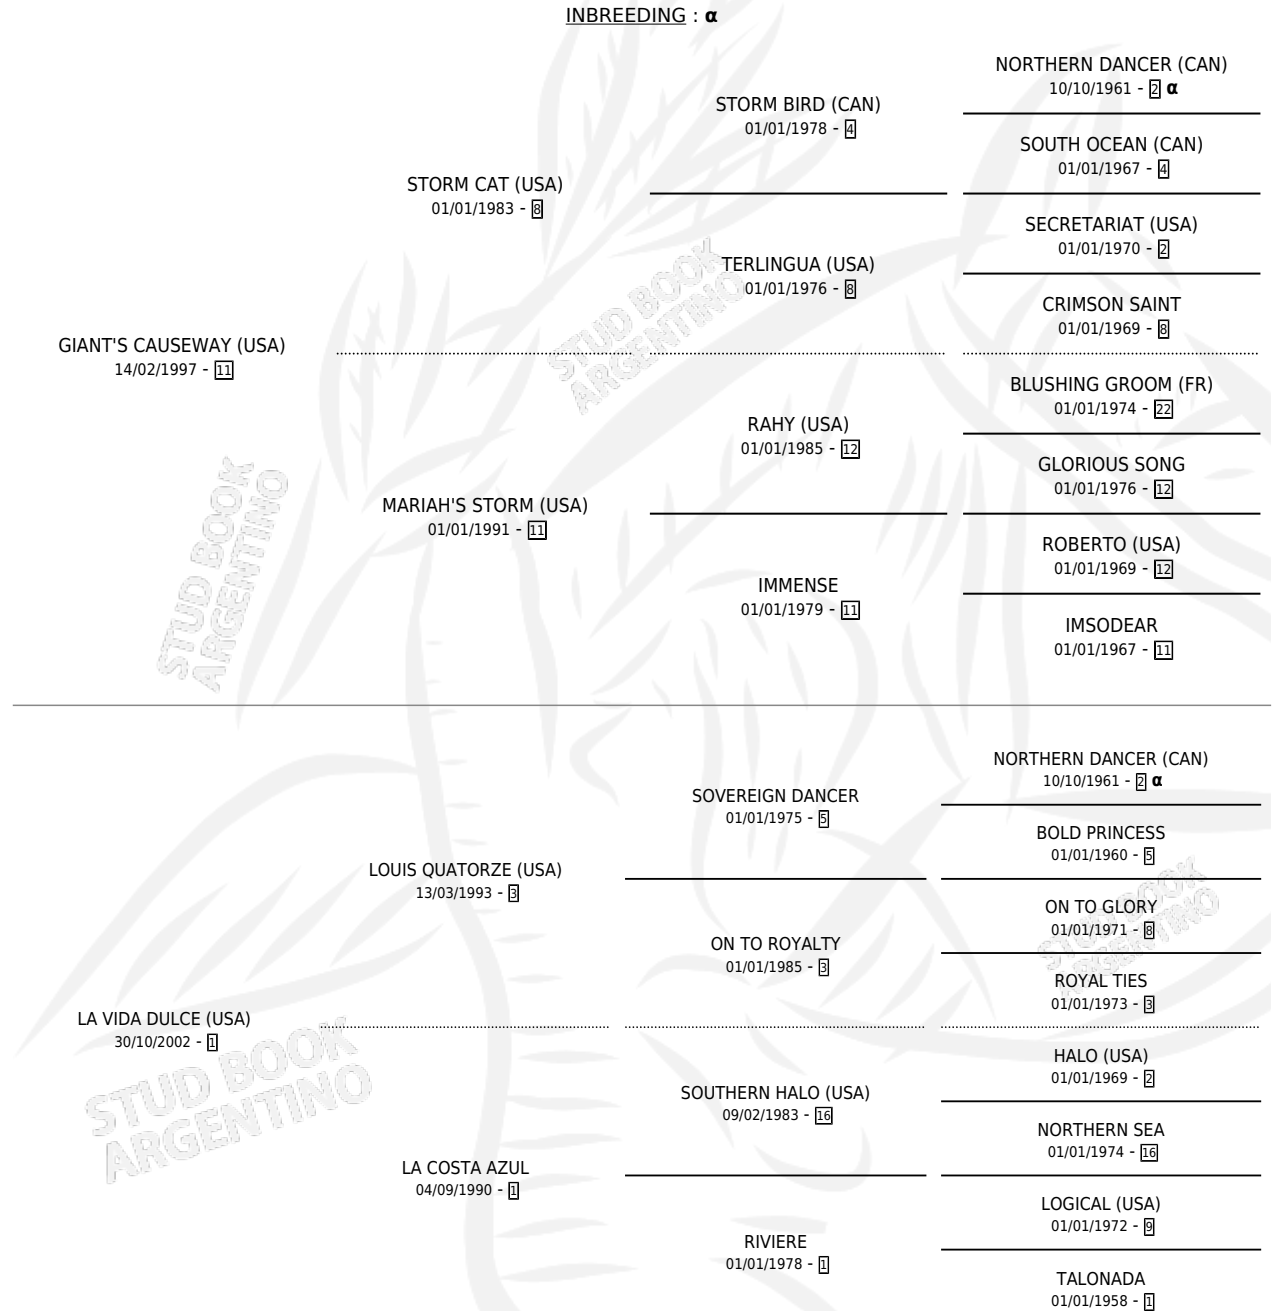 INBREEDING : α
NORTHERN DANCER (CAN)
10/10/1961 - 2 α
STORM BIRD (CAN)
01/01/1978 - 4
SOUTH OCEAN (CAN)
01/01/1967 - 4
STORM CAT (USA)
01/01/1983 - 8
SECRETARIAT (USA)
01/01/1970 - 2
TERLINGUA (USA)
01/01/1976 - 8
CRIMSON SAINT
01/01/1969 - 8
GIANT'S CAUSEWAY (USA)
14/02/1997 - 11
BLUSHING GROOM (FR)
01/01/1974 - 22
RAHY (USA)
01/01/1985 - 12
GLORIOUS SONG
01/01/1976 - 12
MARIAH'S STORM (USA)
01/01/1991 - 11
ROBERTO (USA)
01/01/1969 - 12
IMMENSE
01/01/1979 - 11
IMSODEAR
01/01/1967 - 11
NORTHERN DANCER (CAN)
10/10/1961 - 2 α
SOVEREIGN DANCER
01/01/1975 - 5
BOLD PRINCESS
01/01/1960 - 5
LOUIS QUATORZE (USA)
13/03/1993 - 3
ON TO GLORY
01/01/1971 - 8
ON TO ROYALTY
01/01/1985 - 3
ROYAL TIES
01/01/1973 - 3
LA VIDA DULCE (USA)
30/10/2002 - 1
HALO (USA)
01/01/1969 - 2
SOUTHERN HALO (USA)
09/02/1983 - 16
NORTHERN SEA
01/01/1974 - 16
LA COSTA AZUL
04/09/1990 - 1
LOGICAL (USA)
01/01/1972 - 9
RIVIERE
01/01/1978 - 1
TALONADA
01/01/1958 - 1
STUD BOOK
ARGENTINO
STUD BOOK
ARGENTINO
STUD BOOK
ARGENTINO
STUD BOOK
ARGENTINO